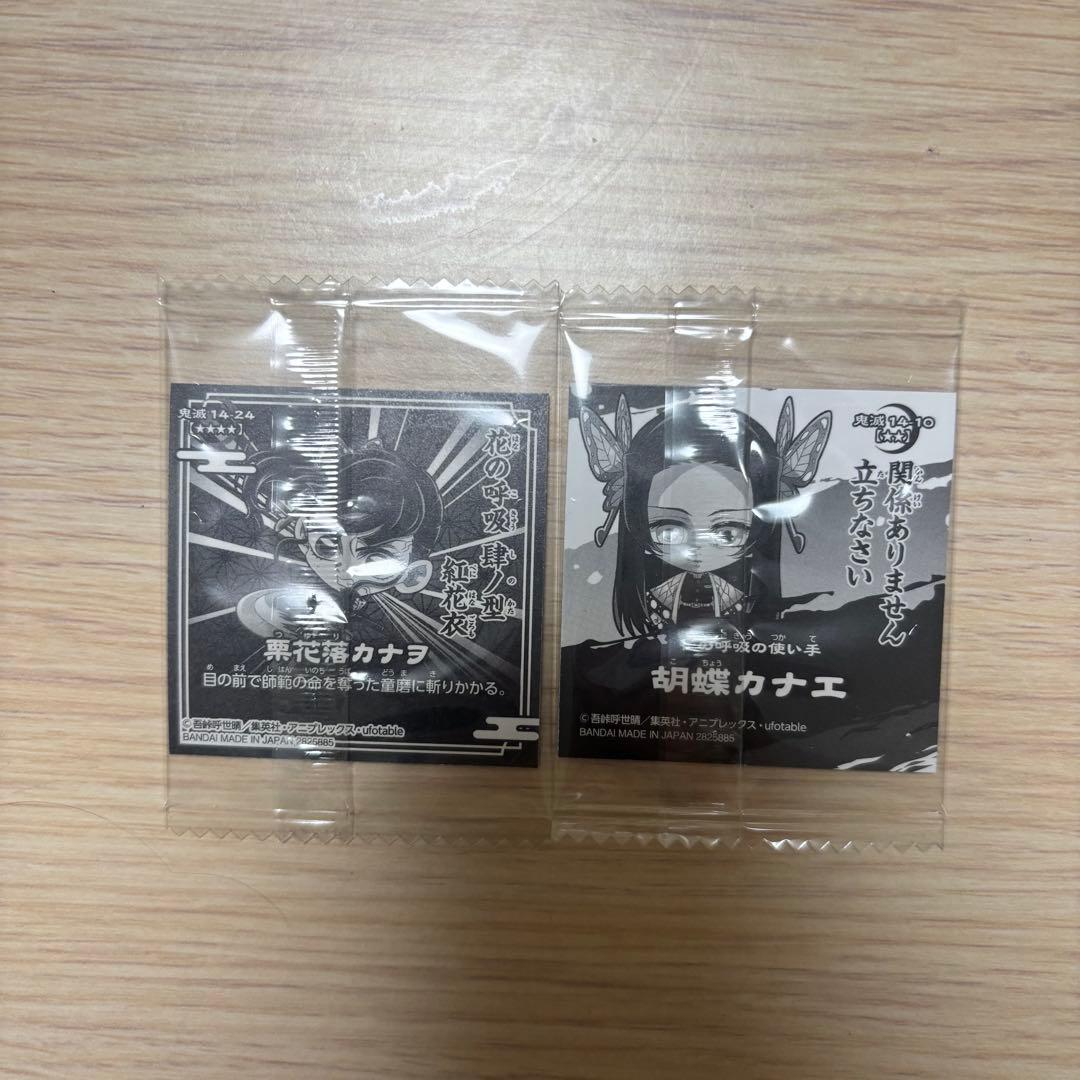 鬼滅 14-24
【★★★★】
花の呼吸 肆ノ型
紅花衣
栗花落カナヲ
目の前で師範の命を奪った童磨に斬りかかる。
©吾峠呼世晴／集英社・アニプレックス・ufotable
BANDAI MADE IN JAPAN 2825885
鬼滅 14-10
【★★】
関係ありません
立ちなさい
の呼吸の使い手
胡蝶カナエ
©吾峠呼世晴／集英社・アニプレックス・ufotable
BANDAI MADE IN JAPAN 2825885